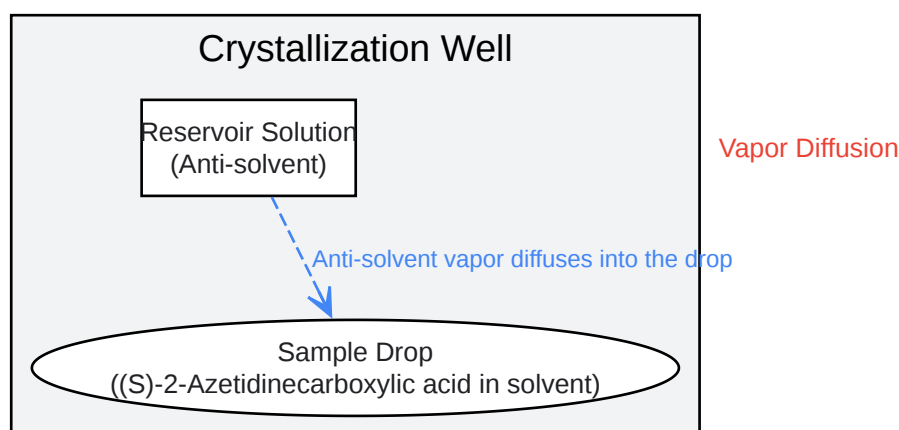 Crystallization Well
Reservoir Solution
(Anti-solvent)
Vapor Diffusion
Anti-solvent vapor diffuses into the drop
Sample Drop
((S)-2-Azetidinecarboxylic acid in solvent)